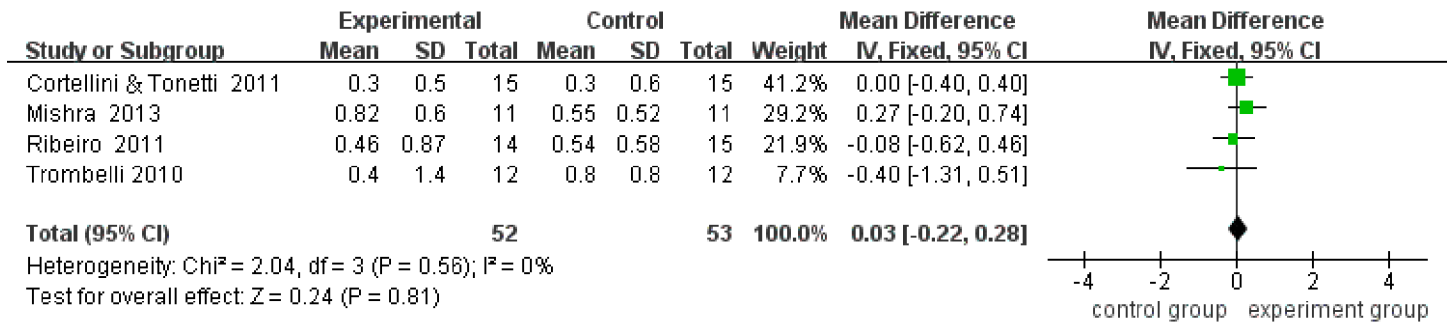 Experimental Control Mean Difference Mean Difference
Study or Subgroup Mean SD Total Mean SD Total Weight IV, Fixed, 95% CI IV, Fixed, 95% CI
Cortellini & Tonetti 2011 0.3 0.5 15 0.3 0.6 15 41.2% 0.00 [-0.40, 0.40]
Mishra 2013 0.82 0.6 11 0.55 0.52 11 29.2% 0.27 [-0.20, 0.74]
Ribeiro 2011 0.46 0.87 14 0.54 0.58 15 21.9% -0.08 [-0.62, 0.46]
Trombelli 2010 0.4 1.4 12 0.8 0.8 12 7.7% -0.40 [-1.31, 0.51]
Total (95% CI) 52 53 100.0% 0.03 [-0.22, 0.28]
Heterogeneity: Chi² = 2.04, df = 3 (P = 0.56); I² = 0%
Test for overall effect: Z = 0.24 (P = 0.81)
-4 -2 0 2 4
control group experiment group